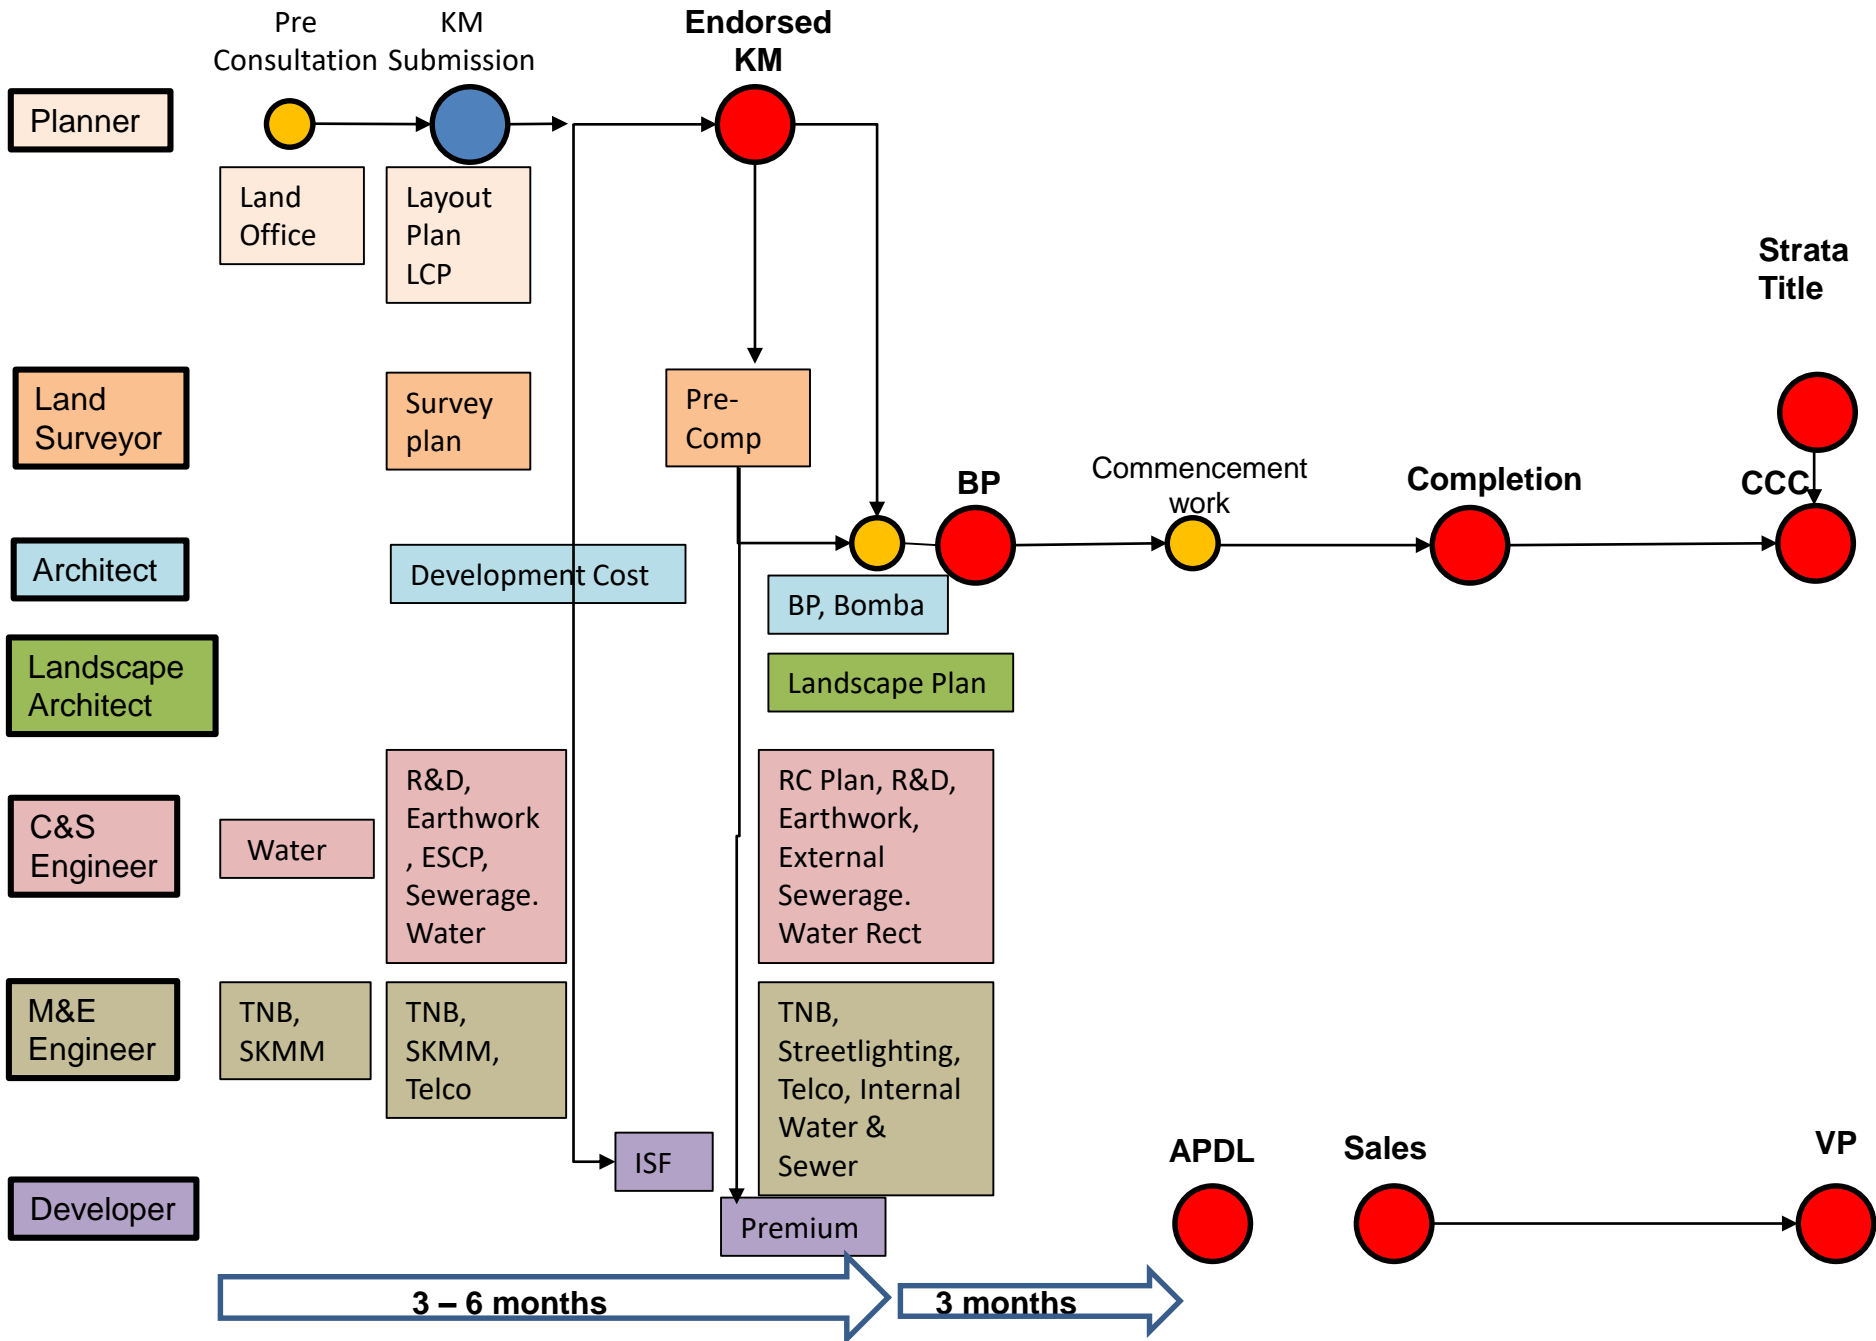 Pre
Consultation
KM
Submission
Endorsed
KM
Planner
Land
Office
Layout
Plan
LCP
Strata
Title
Land
Surveyor
Survey
plan
Pre-
Comp
BP
Commencement
work
Completion
CCC
Architect
Development Cost
BP, Bomba
Landscape
Architect
Landscape Plan
C&S
Engineer
Water
R&D,
Earthwork
, ESCP,
Sewerage.
Water
RC Plan, R&D,
Earthwork,
External
Sewerage.
Water Rect
M&E
Engineer
TNB,
SKMM
TNB,
SKMM,
Telco
TNB,
Streetlighting,
Telco, Internal
Water &
Sewer
ISF
APDL
Sales
VP
Developer
Premium
3 – 6 months
3 months